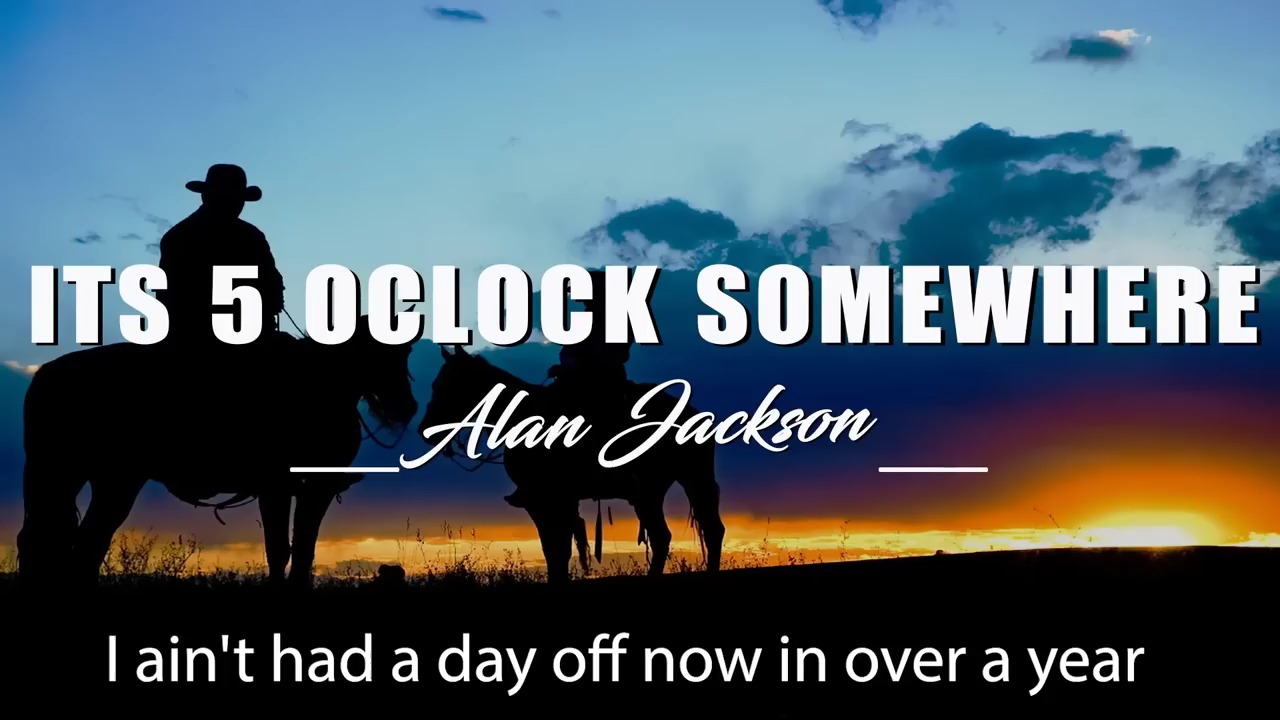 ITS 5 OCLOCK SOMEWHERE
Alan Jackson
I ain't had a day off now in over a year